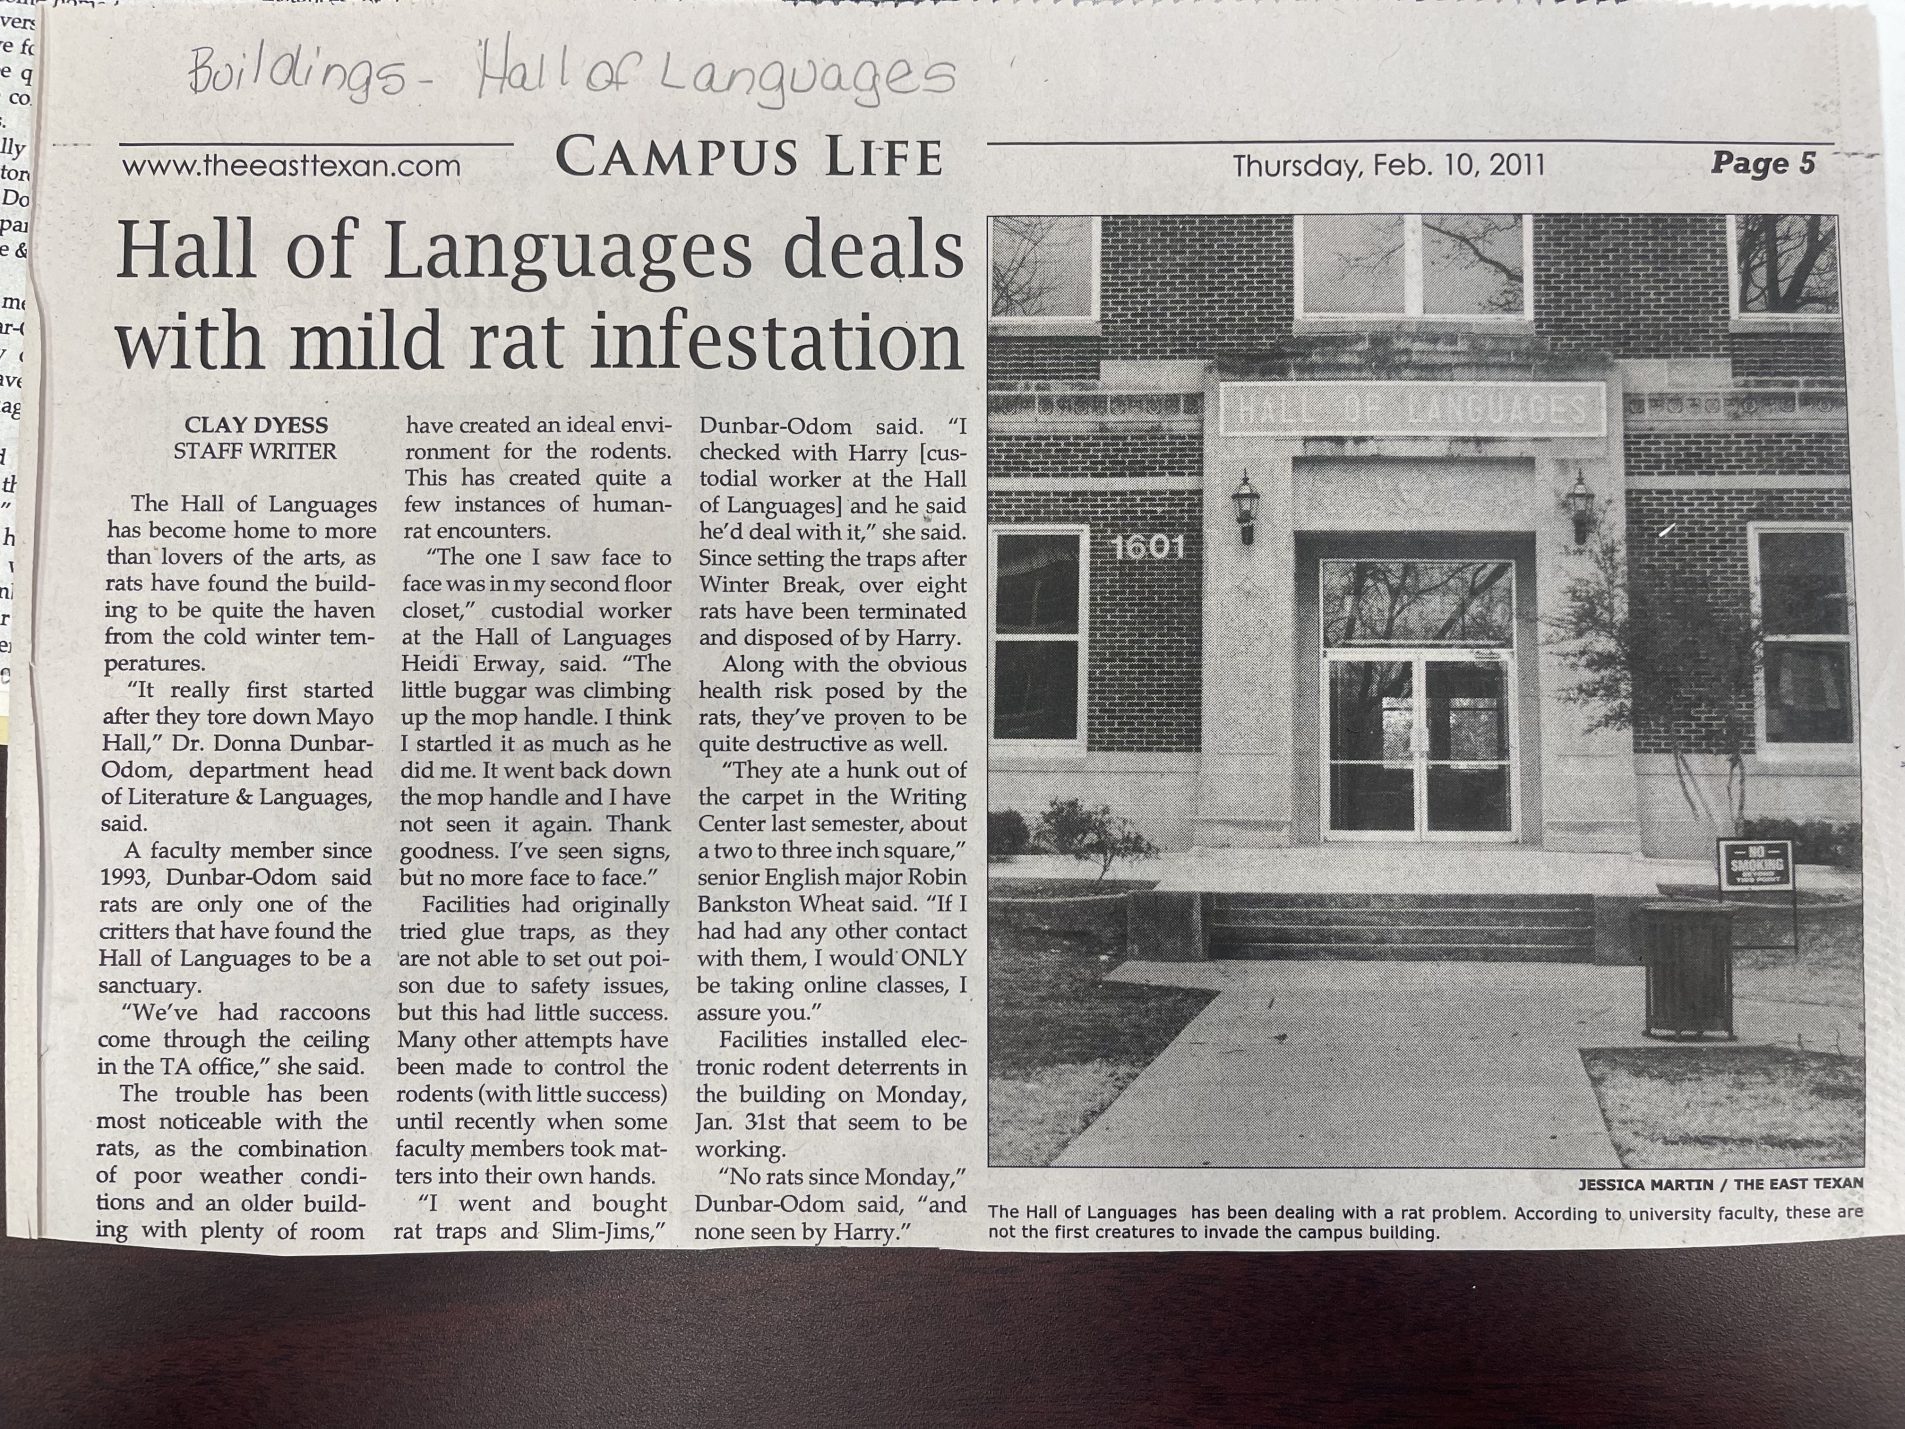 Buildings - Hall of Languages
www.theeasttexan.com
CAMPUS LIFE
Thursday, Feb. 10, 2011
Page 5
Hall of Languages deals
with mild rat infestation
CLAY DYESS
STAFF WRITER
The Hall of Languages
has become home to more
than lovers of the arts, as
rats have found the build-
ing to be quite the haven
from the cold winter tem-
peratures.
"It really first started
after they tore down Mayo
Hall," Dr. Donna Dunbar-
Odom, department head
of Literature & Languages,
said.
A faculty member since
1993, Dunbar-Odom said
rats are only one of the
critters that have found the
Hall of Languages to be a
sanctuary.
"We've had raccoons
come through the ceiling
in the TA office," she said.
The trouble has been
most noticeable with the
rats, as the combination
of poor weather condi-
tions and an older build-
ing with plenty of room
have created an ideal envi-
ronment for the rodents.
This has created quite a
few instances of human-
rat encounters.
"The one I saw face to
face was in my second floor
closet," custodial worker
at the Hall of Languages
Heidi Erway, said. "The
little buggar was climbing
up the mop handle. I think
I startled it as much as he
did me. It went back down
the mop handle and I have
not seen it again. Thank
goodness. I've seen signs,
but no more face to face."
Facilities had originally
tried glue traps, as they
are not able to set out poi-
son due to safety issues,
but this had little success.
Many other attempts have
been made to control the
rodents (with little success)
until recently when some
faculty members took mat-
ters into their own hands.
"I went and bought
rat traps and Slim-Jims,"
Dunbar-Odom said. "I
checked with Harry [cus-
todial worker at the Hall
of Languages] and he said
he'd deal with it," she said.
Since setting the traps after
Winter Break, over eight
rats have been terminated
and disposed of by Harry.
Along with the obvious
health risk posed by the
rats, they've proven to be
quite destructive as well.
"They ate a hunk out of
the carpet in the Writing
Center last semester, about
a two to three inch square,"
senior English major Robin
Bankston Wheat said. "If I
had had any other contact
with them, I would ONLY
be taking online classes, I
assure you."
Facilities installed elec-
tronic rodent deterrents in
the building on Monday,
Jan. 31st that seem to be
working.
"No rats since Monday,"
Dunbar-Odom said, "and
none seen by Harry."
HALL OF LANGUAGES
1601
NO
SMOKING
BEYOND
THIS POINT
JESSICA MARTIN / THE EAST TEXAN
The Hall of Languages has been dealing with a rat problem. According to university faculty, these are
not the first creatures to invade the campus building.